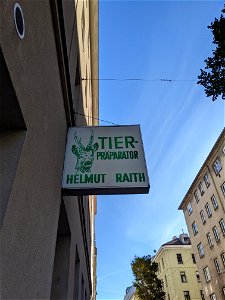 TIER-
PRÄPARATOR
HELMUT RAITH